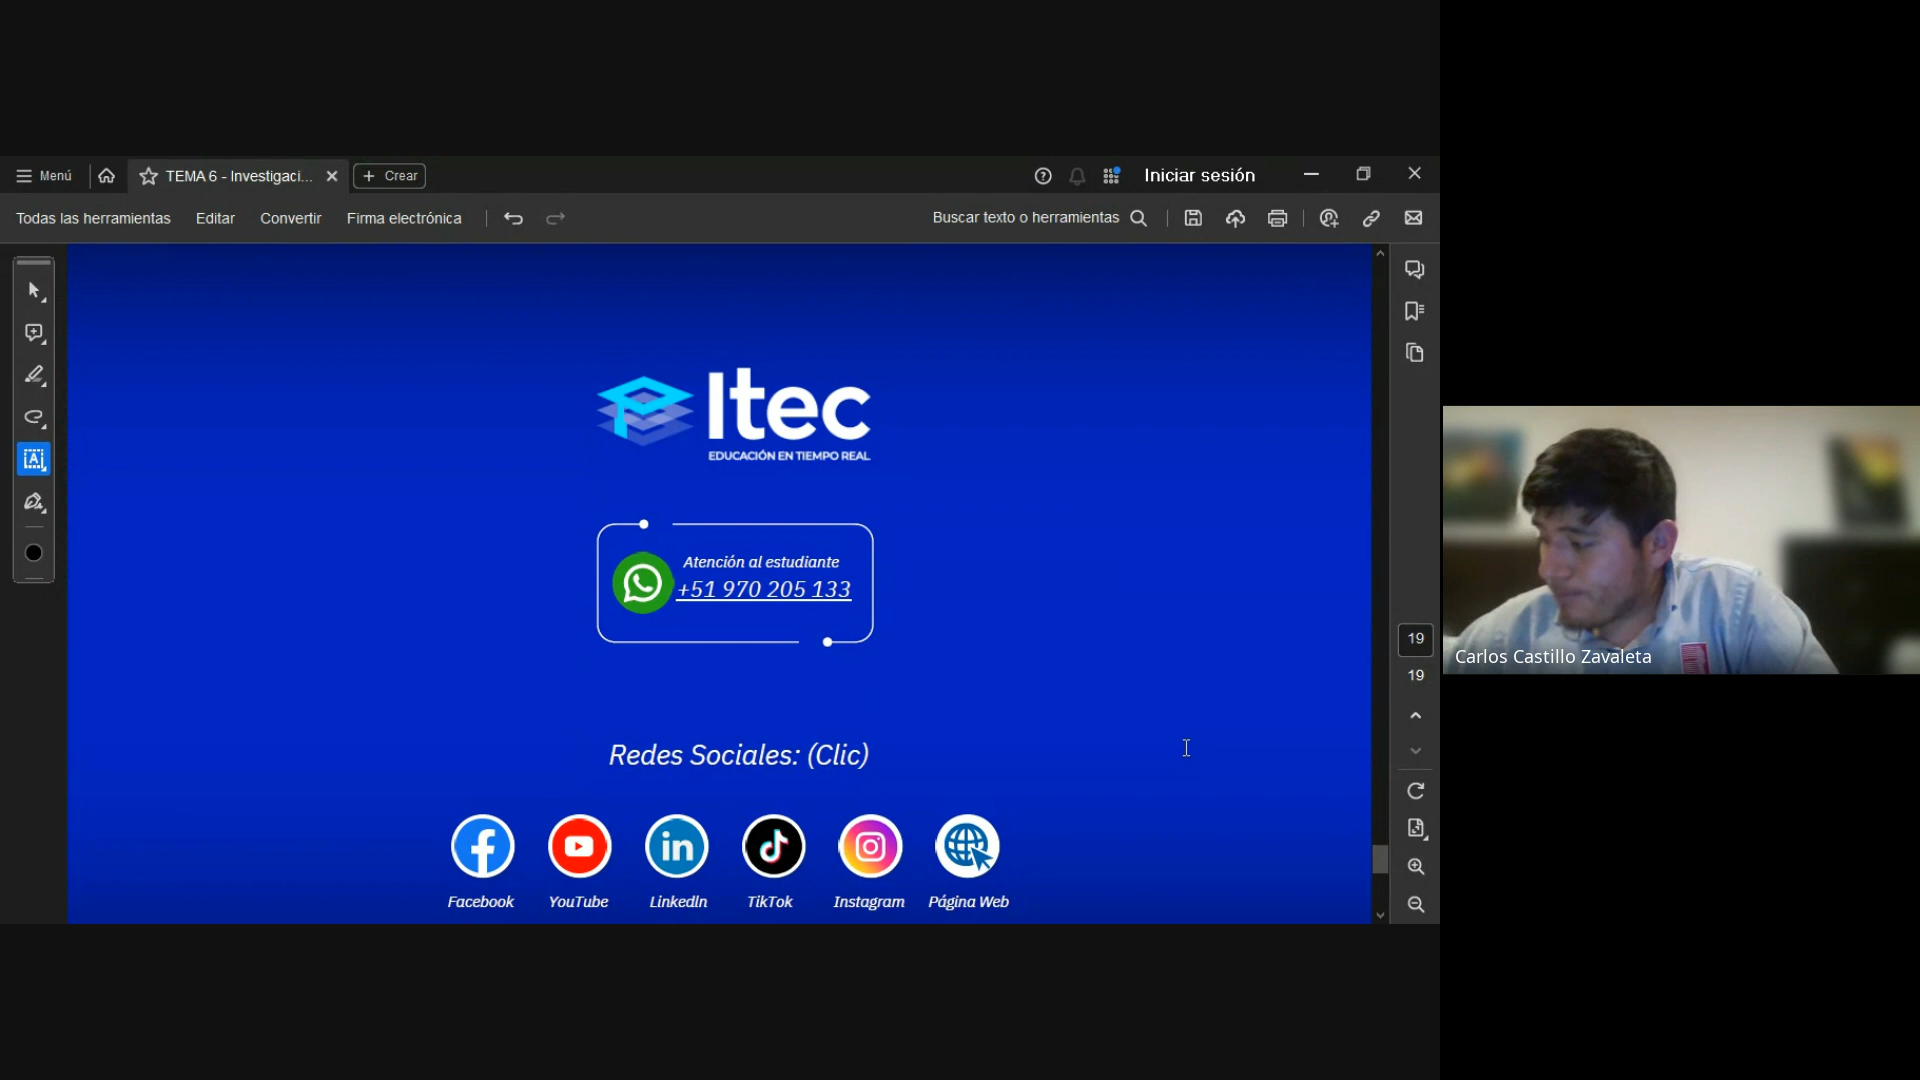 Menú
TEMA 6 - Investigaci...
Crear
Iniciar sesión
Todas las herramientas
Editar
Convertir
Firma electrónica
Buscar texto o herramientas
Itec
EDUCACIÓN EN TIEMPO REAL
Atención al estudiante
+51 970 205 133
Redes Sociales: (Clic)
Facebook
YouTube
LinkedIn
TikTok
Instagram
Página Web
19
19
Carlos Castillo Zavaleta